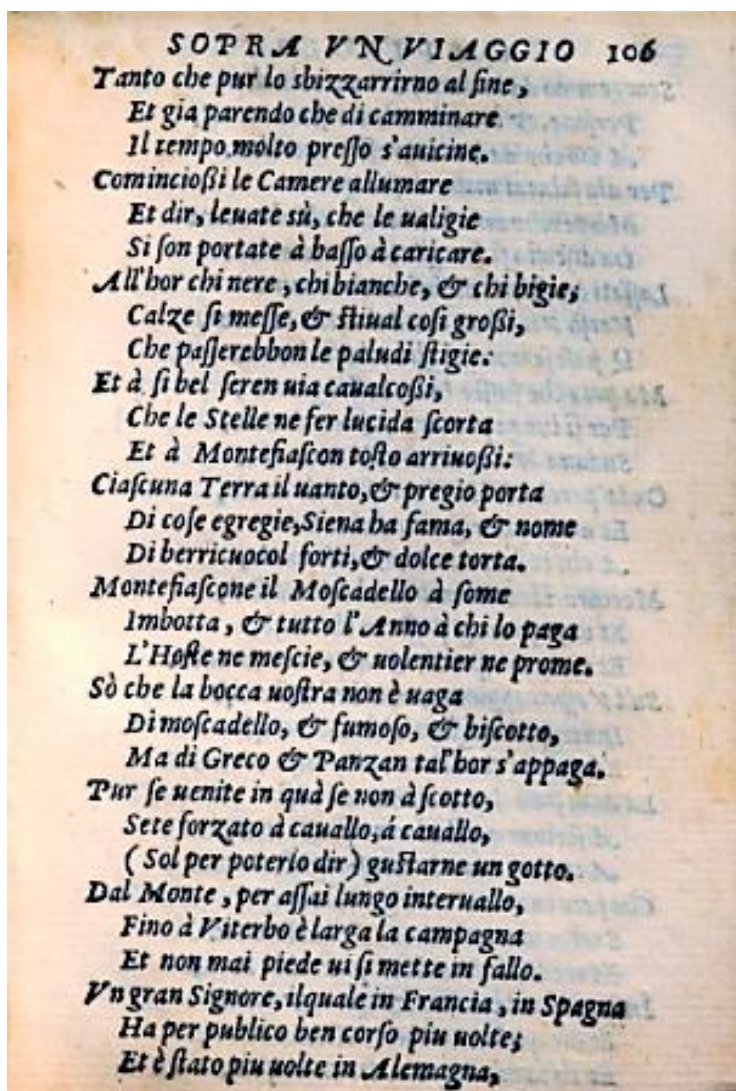 SOPRA VN VIAGGIO 106
Tanto che pur lo sbizzarrirno al fine,
Et gia parendo che di camminare
Il tempo molto presso s'auicine.
Comincioßi le Camere allumare
Et dir, leuate sù, che le ualigie
Si son portate à basso à caricare.
All'hor chi nere, chi bianche, & chi bigie;
Calze si messe, & stiual cosi großi,
Che passerebbon le paludi stigie:
Et à si bel seren uia caualcoßi,
Che le Stelle ne fer lucida scorta
Et à Montefiascon tosto arriuoßi:
Ciascuna Terra il uanto, & pregio porta
Di cose egregie, Siena ha fama, & nome
Di berricuocol forti, & dolce torta.
Montefiascone il Moscadello à some
Imbotta, & tutto l'Anno à chi lo paga
L'Hoste ne mescie, & uolentier ne prome.
Sò che la bocca uostra non è uaga
Di moscadello, & fumoso, & biscotto,
Ma di Greco & Panzan tal'hor s'appaga.
Pur se uenite in quà se non à scotto,
Sete forzato à cauallo, á cauallo,
(Sol per poterlo dir) gustarne un gotto.
Dal Monte, per assai lungo interuallo,
Fino à Viterbo è larga la campagna
Et non mai piede ui si mette in fallo.
Vn gran Signore, ilquale in Francia, in Spagna
Ha per publico ben corso piu uolte;
Et è stato piu uolte in Alemagna,